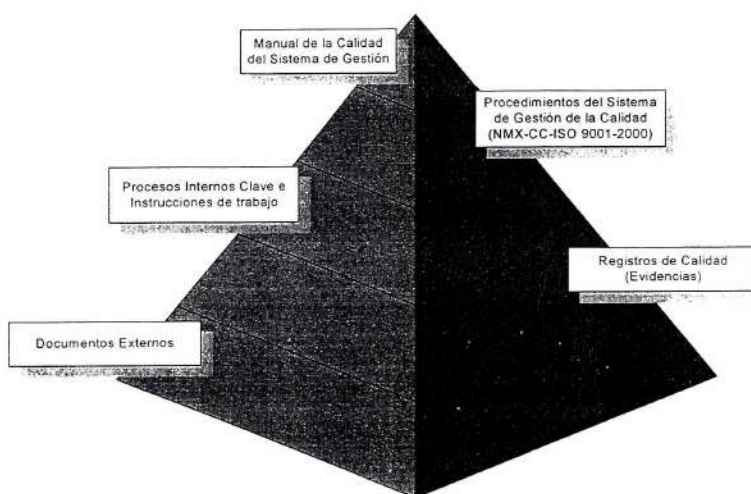 Manual de la Calidad
del Sistema de Gestión
Procedimientos del Sistema
de Gestión de la Calidad
(NMX-CC-ISO 9001-2000)
Procesos Internos Clave e
Instrucciones de trabajo
Registros de Calidad
(Evidencias)
Documentos Externos